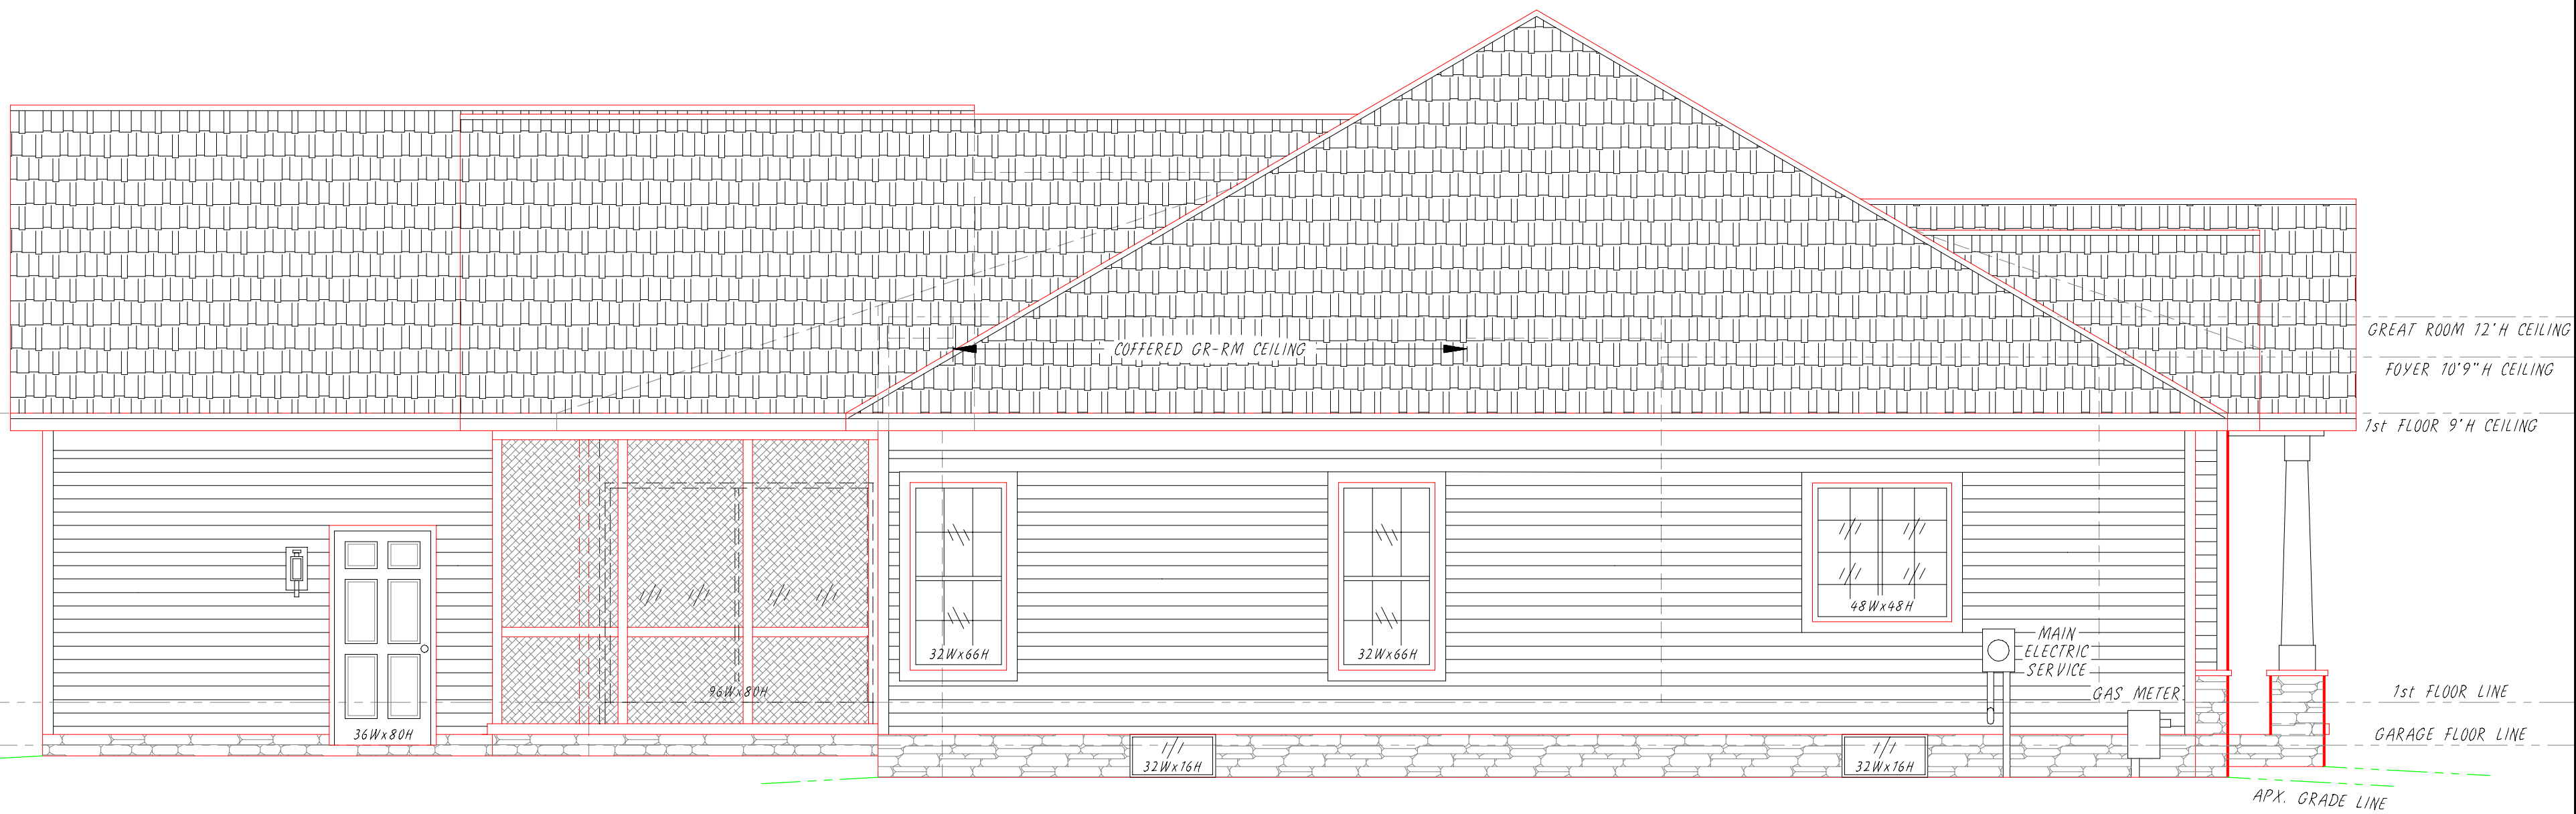 GREAT ROOM 12'H CEILING
COFFERED GR-RM CEILING
FOYER 10'9"H CEILING
1st FLOOR 9'H CEILING
48Wx48H
MAIN
ELECTRIC
SERVICE
32Wx66H
32Wx66H
96Wx80H
GAS METER
1st FLOOR LINE
36Wx80H
GARAGE FLOOR LINE
32Wx16H
32Wx16H
APX. GRADE LINE